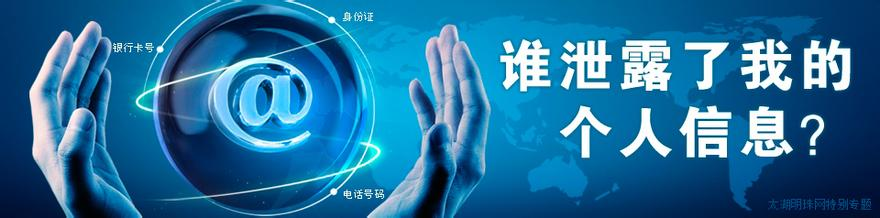 身份证
银行卡号
谁泄露了我的
个人信息?
电话号码
太湖明珠网特别专题